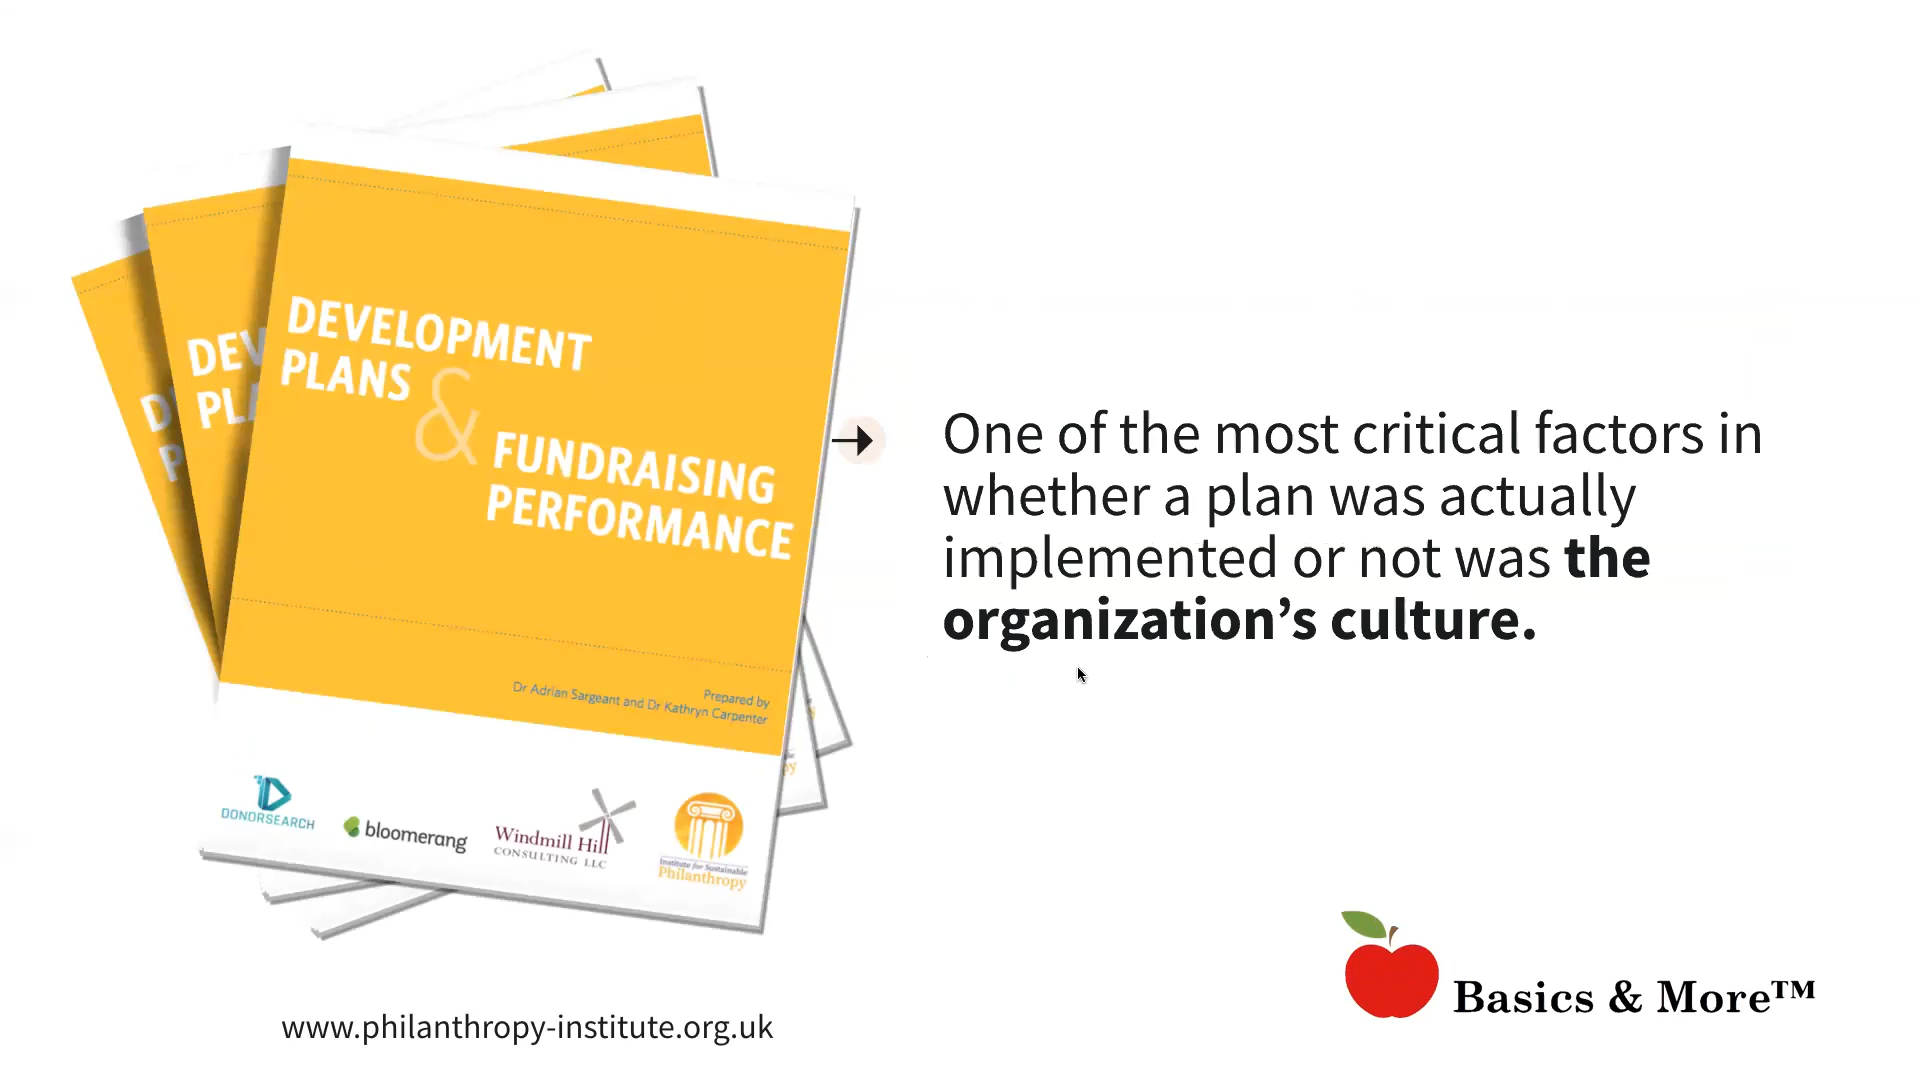 DEVELOPMENT
PLANS
&
FUNDRAISING
PERFORMANCE
Prepared by
Dr Adrian Sargeant and Dr Kathryn Carpenter
DONORSEARCH
bloomerang
Windmill Hill
CONSULTING LLC
Institute for Sustainable
Philanthropy
DEV
PLA
D
P
One of the most critical factors in
whether a plan was actually
implemented or not was the
organization’s culture.
www.philanthropy-institute.org.uk
Basics & More™